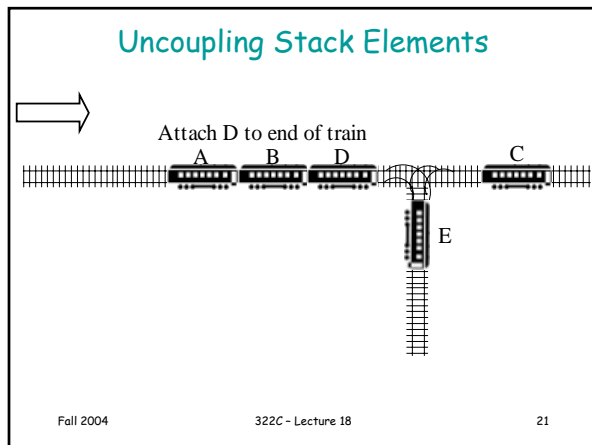 Uncoupling Stack Elements
Attach D to end of train
A B D C
E
Fall 2004 322C – Lecture 18 21